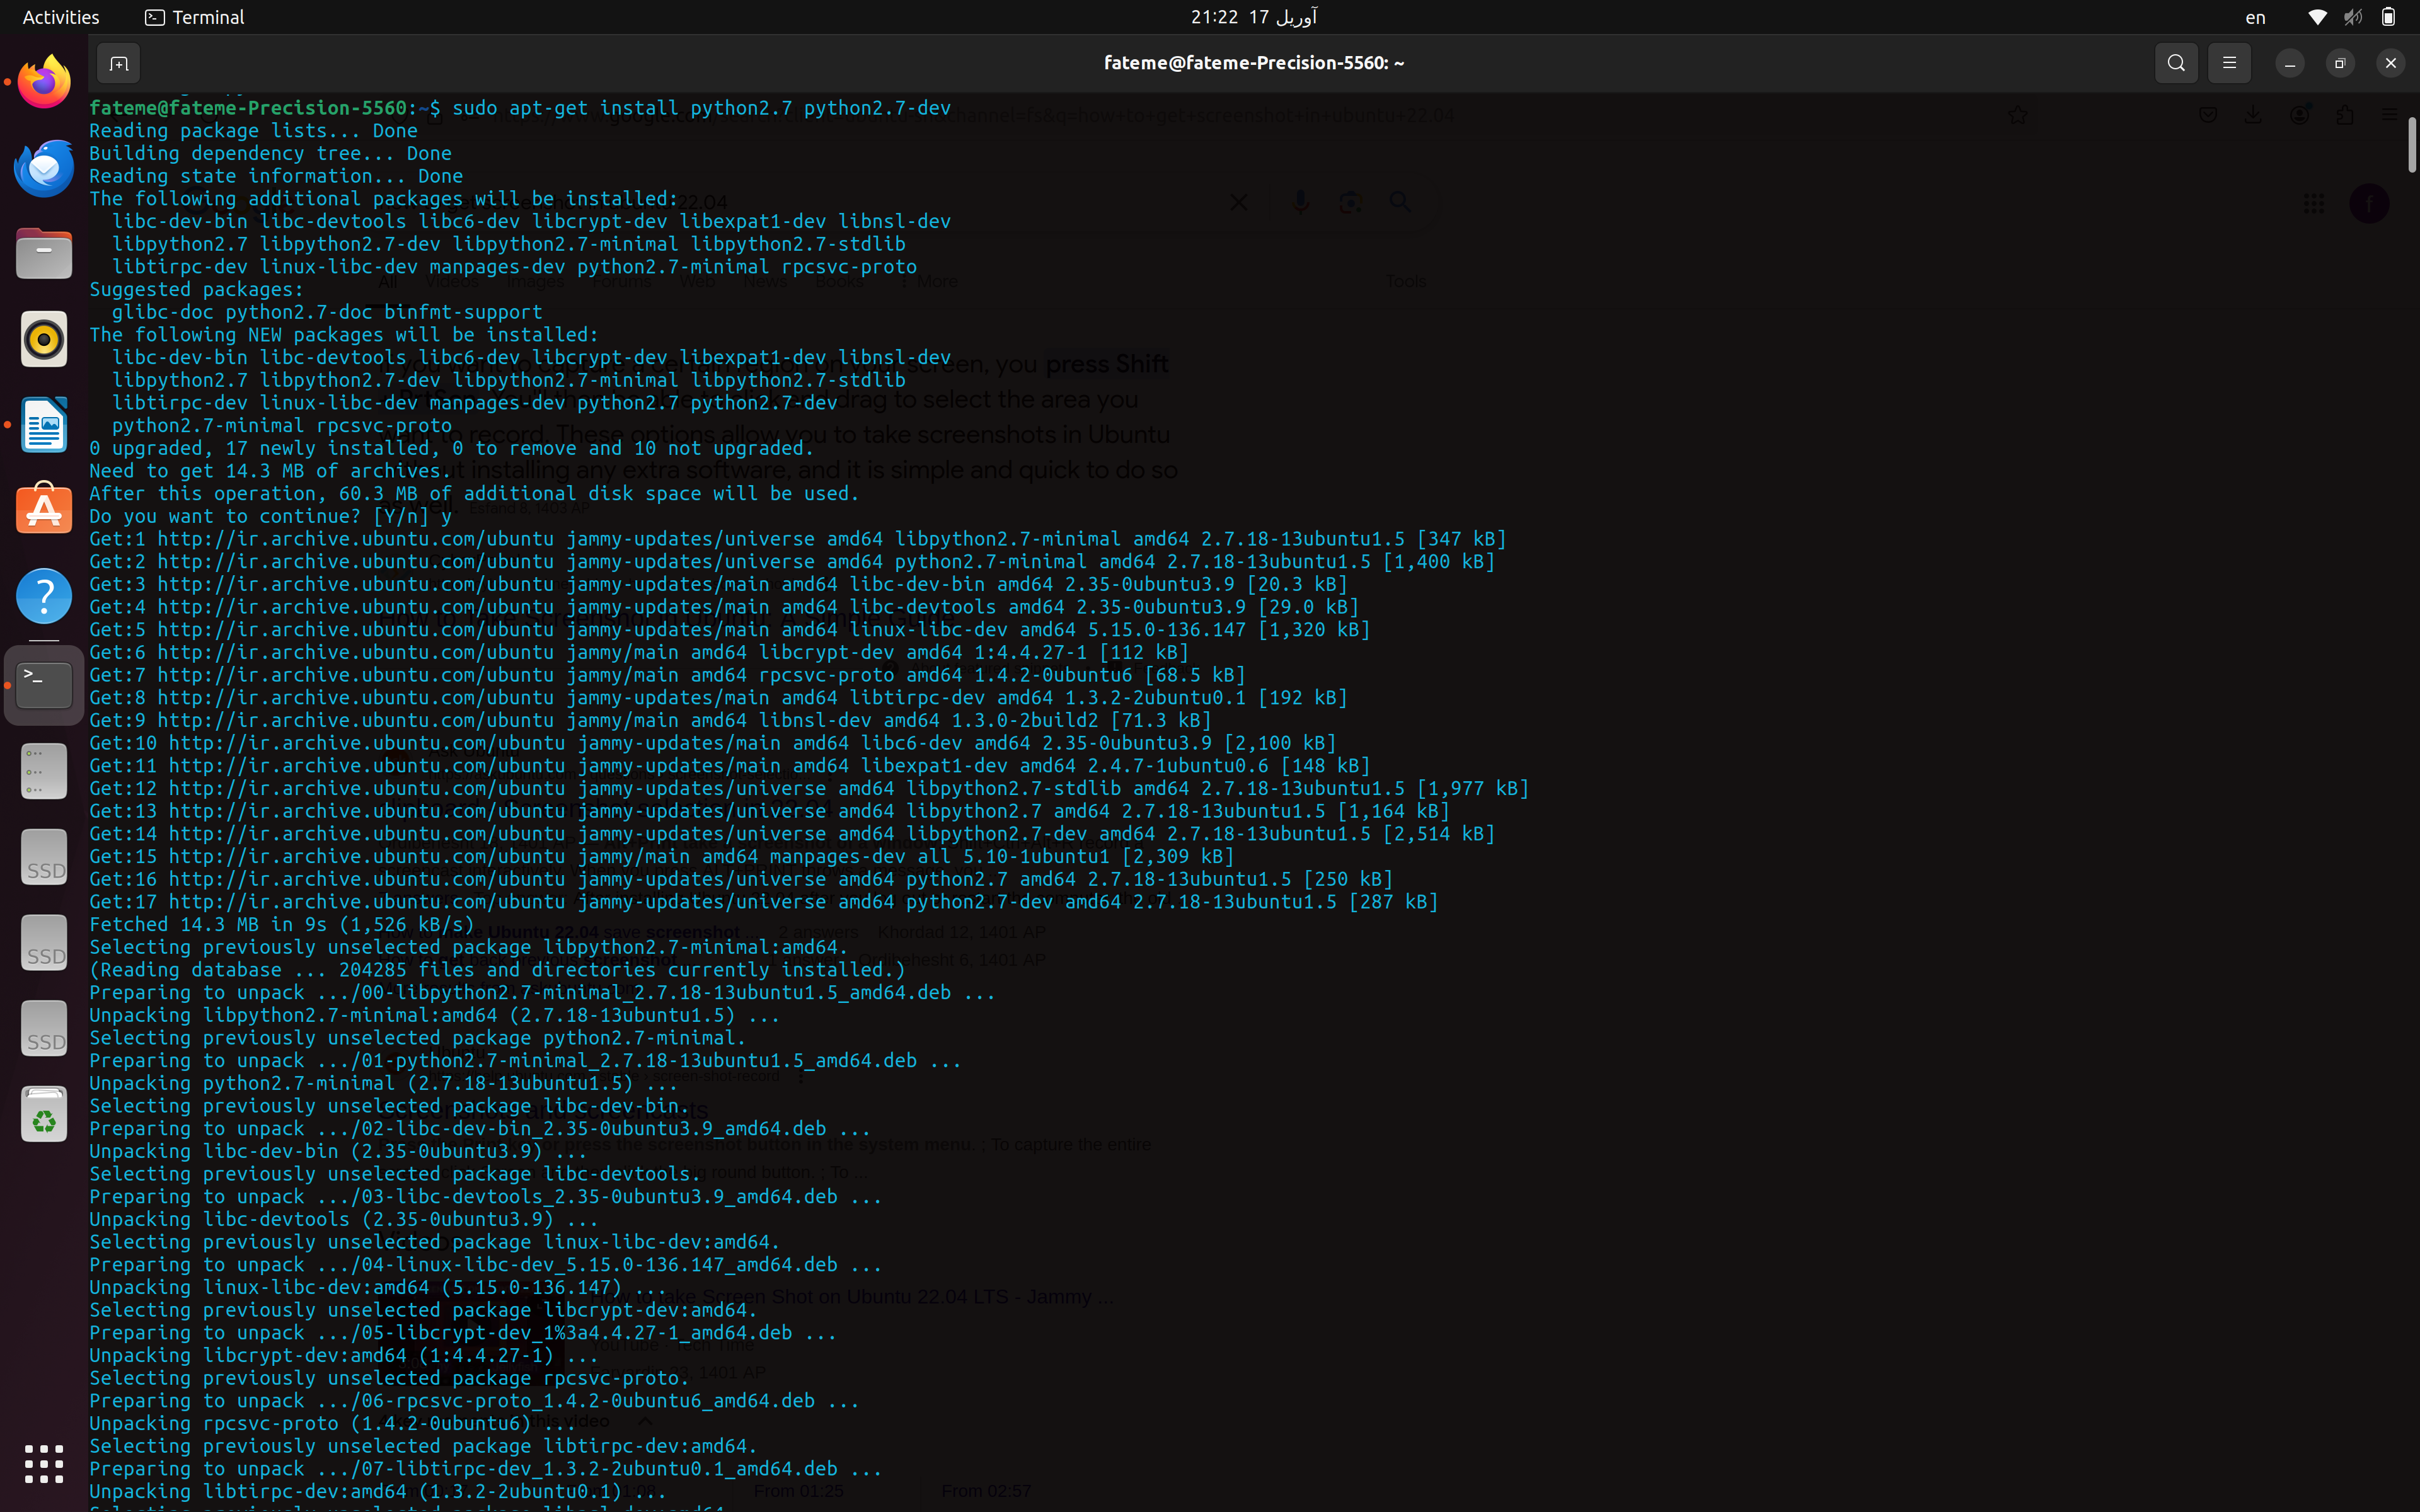 Activities
Terminal
21:22 17 آوریل
en
fateme@fateme-Precision-5560: ~
fateme@fateme-Precision-5560:~$ sudo apt-get install python2.7 python2.7-dev
Reading package lists... Done
Building dependency tree... Done
Reading state information... Done
The following additional packages will be installed:
  libc-dev-bin libc-devtools libc6-dev libcrypt-dev libexpat1-dev libnsl-dev
  libpython2.7 libpython2.7-dev libpython2.7-minimal libpython2.7-stdlib
  libtirpc-dev linux-libc-dev manpages-dev python2.7-minimal rpcsvc-proto
Suggested packages:
  glibc-doc python2.7-doc binfmt-support
The following NEW packages will be installed:
  libc-dev-bin libc-devtools libc6-dev libcrypt-dev libexpat1-dev libnsl-dev
  libpython2.7 libpython2.7-dev libpython2.7-minimal libpython2.7-stdlib
  libtirpc-dev linux-libc-dev manpages-dev python2.7 python2.7-dev
  python2.7-minimal rpcsvc-proto
0 upgraded, 17 newly installed, 0 to remove and 10 not upgraded.
Need to get 14.3 MB of archives.
After this operation, 60.3 MB of additional disk space will be used.
Do you want to continue? [Y/n] y
Get:1 http://ir.archive.ubuntu.com/ubuntu jammy-updates/universe amd64 libpython2.7-minimal amd64 2.7.18-13ubuntu1.5 [347 kB]
Get:2 http://ir.archive.ubuntu.com/ubuntu jammy-updates/universe amd64 python2.7-minimal amd64 2.7.18-13ubuntu1.5 [1,400 kB]
Get:3 http://ir.archive.ubuntu.com/ubuntu jammy-updates/main amd64 libc-dev-bin amd64 2.35-0ubuntu3.9 [20.3 kB]
Get:4 http://ir.archive.ubuntu.com/ubuntu jammy-updates/main amd64 libc-devtools amd64 2.35-0ubuntu3.9 [29.0 kB]
Get:5 http://ir.archive.ubuntu.com/ubuntu jammy-updates/main amd64 linux-libc-dev amd64 5.15.0-136.147 [1,320 kB]
Get:6 http://ir.archive.ubuntu.com/ubuntu jammy/main amd64 libcrypt-dev amd64 1:4.4.27-1 [112 kB]
Get:7 http://ir.archive.ubuntu.com/ubuntu jammy/main amd64 rpcsvc-proto amd64 1.4.2-0ubuntu6 [68.5 kB]
Get:8 http://ir.archive.ubuntu.com/ubuntu jammy-updates/main amd64 libtirpc-dev amd64 1.3.2-2ubuntu0.1 [192 kB]
Get:9 http://ir.archive.ubuntu.com/ubuntu jammy/main amd64 libnsl-dev amd64 1.3.0-2build2 [71.3 kB]
Get:10 http://ir.archive.ubuntu.com/ubuntu jammy-updates/main amd64 libc6-dev amd64 2.35-0ubuntu3.9 [2,100 kB]
Get:11 http://ir.archive.ubuntu.com/ubuntu jammy-updates/main amd64 libexpat1-dev amd64 2.4.7-1ubuntu0.6 [148 kB]
Get:12 http://ir.archive.ubuntu.com/ubuntu jammy-updates/universe amd64 libpython2.7-stdlib amd64 2.7.18-13ubuntu1.5 [1,977 kB]
Get:13 http://ir.archive.ubuntu.com/ubuntu jammy-updates/universe amd64 libpython2.7 amd64 2.7.18-13ubuntu1.5 [1,164 kB]
Get:14 http://ir.archive.ubuntu.com/ubuntu jammy-updates/universe amd64 libpython2.7-dev amd64 2.7.18-13ubuntu1.5 [2,514 kB]
Get:15 http://ir.archive.ubuntu.com/ubuntu jammy/main amd64 manpages-dev all 5.10-1ubuntu1 [2,309 kB]
Get:16 http://ir.archive.ubuntu.com/ubuntu jammy-updates/universe amd64 python2.7 amd64 2.7.18-13ubuntu1.5 [250 kB]
Get:17 http://ir.archive.ubuntu.com/ubuntu jammy-updates/universe amd64 python2.7-dev amd64 2.7.18-13ubuntu1.5 [287 kB]
Fetched 14.3 MB in 9s (1,526 kB/s)
Selecting previously unselected package libpython2.7-minimal:amd64.
(Reading database ... 204285 files and directories currently installed.)
Preparing to unpack .../00-libpython2.7-minimal_2.7.18-13ubuntu1.5_amd64.deb ...
Unpacking libpython2.7-minimal:amd64 (2.7.18-13ubuntu1.5) ...
Selecting previously unselected package python2.7-minimal.
Preparing to unpack .../01-python2.7-minimal_2.7.18-13ubuntu1.5_amd64.deb ...
Unpacking python2.7-minimal (2.7.18-13ubuntu1.5) ...
Selecting previously unselected package libc-dev-bin.
Preparing to unpack .../02-libc-dev-bin_2.35-0ubuntu3.9_amd64.deb ...
Unpacking libc-dev-bin (2.35-0ubuntu3.9) ...
Selecting previously unselected package libc-devtools.
Preparing to unpack .../03-libc-devtools_2.35-0ubuntu3.9_amd64.deb ...
Unpacking libc-devtools (2.35-0ubuntu3.9) ...
Selecting previously unselected package linux-libc-dev:amd64.
Preparing to unpack .../04-linux-libc-dev_5.15.0-136.147_amd64.deb ...
Unpacking linux-libc-dev:amd64 (5.15.0-136.147) ...
Selecting previously unselected package libcrypt-dev:amd64.
Preparing to unpack .../05-libcrypt-dev_1%3a4.4.27-1_amd64.deb ...
Unpacking libcrypt-dev:amd64 (1:4.4.27-1) ...
Selecting previously unselected package rpcsvc-proto.
Preparing to unpack .../06-rpcsvc-proto_1.4.2-0ubuntu6_amd64.deb ...
Unpacking rpcsvc-proto (1.4.2-0ubuntu6) ...
Selecting previously unselected package libtirpc-dev:amd64.
Preparing to unpack .../07-libtirpc-dev_1.3.2-2ubuntu0.1_amd64.deb ...
Unpacking libtirpc-dev:amd64 (1.3.2-2ubuntu0.1) ...
SSD
SSD
SSD